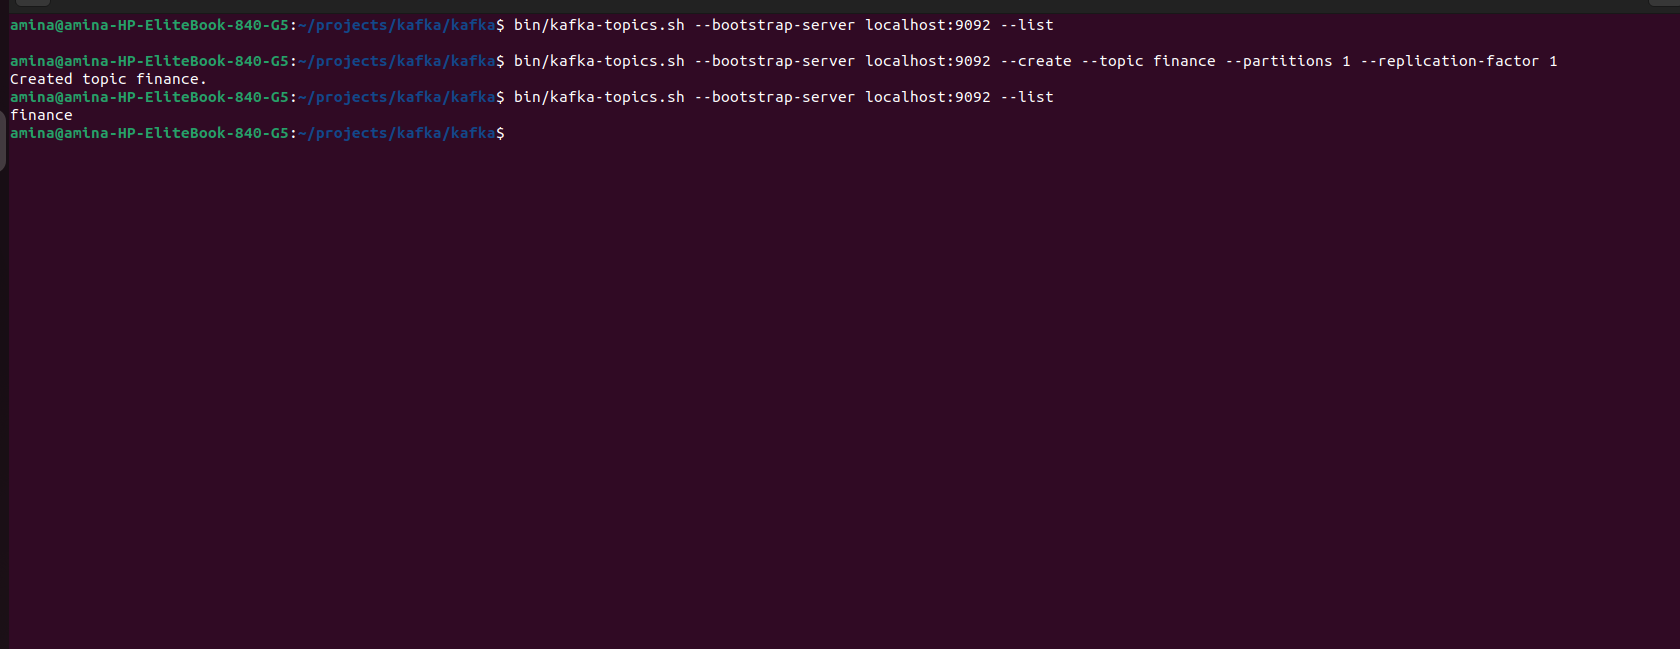 amina@amina-HP-EliteBook-840-G5:~/projects/kafka/kafka$ bin/kafka-topics.sh --bootstrap-server localhost:9092 --list
amina@amina-HP-EliteBook-840-G5:~/projects/kafka/kafka$ bin/kafka-topics.sh --bootstrap-server localhost:9092 --create --topic finance --partitions 1 --replication-factor 1
Created topic finance.
amina@amina-HP-EliteBook-840-G5:~/projects/kafka/kafka$ bin/kafka-topics.sh --bootstrap-server localhost:9092 --list
finance
amina@amina-HP-EliteBook-840-G5:~/projects/kafka/kafka$